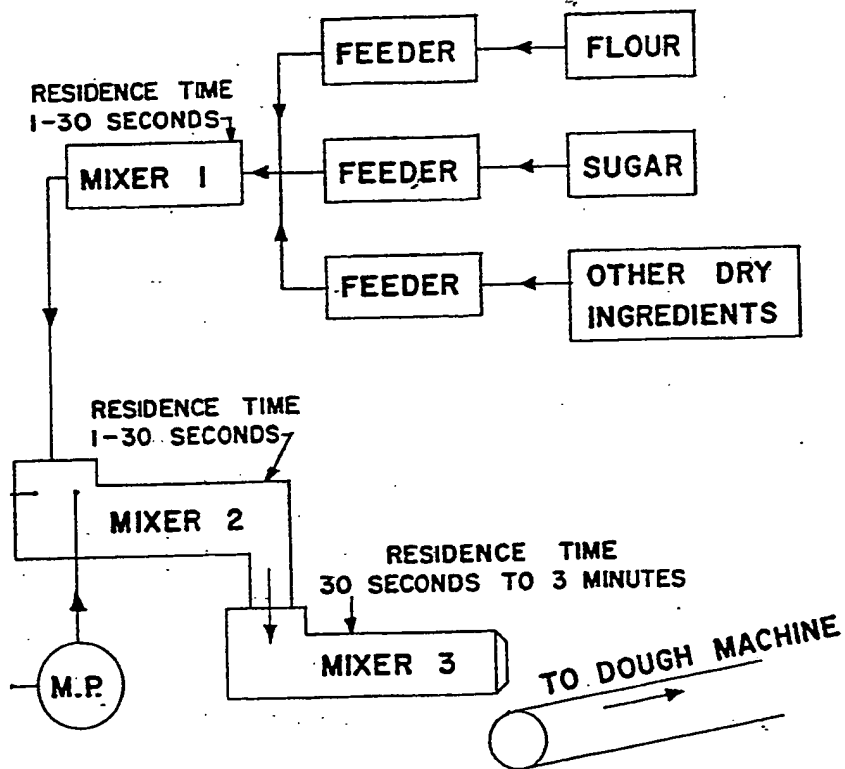 FEEDER
FLOUR
RESIDENCE TIME
1-30 SECONDS
MIXER 1
FEEDER
SUGAR
FEEDER
OTHER DRY
INGREDIENTS
RESIDENCE TIME
1-30 SECONDS
MIXER 2
RESIDENCE TIME
30 SECONDS TO 3 MINUTES
MIXER 3
M.P.
TO DOUGH MACHINE